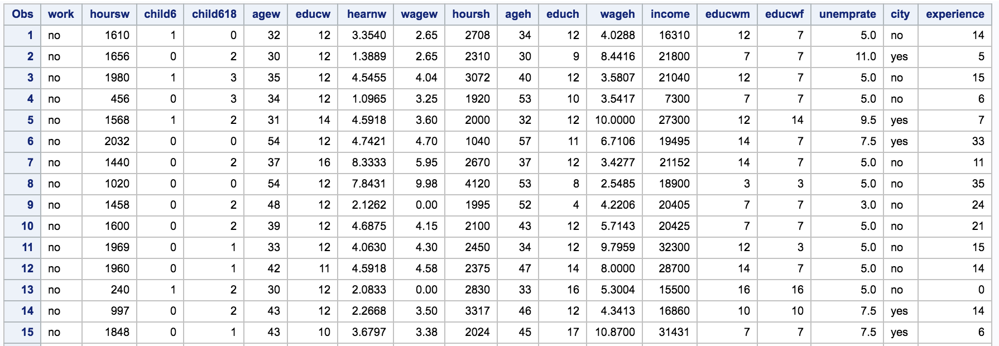 Obs work hoursw child6 child618 agew educw hearnw wagew hoursh ageh educh wageh income educwm educwf unemprate city experience
1 no 1610 1 0 32 12 3.3540 2.65 2708 34 12 4.0288 16310 12 7 5.0 no 14
2 no 1656 0 2 30 12 1.3889 2.65 2310 30 9 8.4416 21800 7 7 11.0 yes 5
3 no 1980 1 3 35 12 4.5455 4.04 3072 40 12 3.5807 21040 12 7 5.0 no 15
4 no 456 0 3 34 12 1.0965 3.25 1920 53 10 3.5417 7300 7 7 5.0 no 6
5 no 1568 1 2 31 14 4.5918 3.60 2000 32 12 10.0000 27300 12 14 9.5 yes 7
6 no 2032 0 0 54 12 4.7421 4.70 1040 57 11 6.7106 19495 14 7 7.5 yes 33
7 no 1440 0 2 37 16 8.3333 5.95 2670 37 12 3.4277 21152 14 7 5.0 no 11
8 no 1020 0 0 54 12 7.8431 9.98 4120 53 8 2.5485 18900 3 3 5.0 no 35
9 no 1458 0 2 48 12 2.1262 0.00 1995 52 4 4.2206 20405 7 7 3.0 no 24
10 no 1600 0 2 39 12 4.6875 4.15 2100 43 12 5.7143 20425 7 7 5.0 no 21
11 no 1969 0 1 33 12 4.0630 4.30 2450 34 12 9.7959 32300 12 3 5.0 no 15
12 no 1960 0 1 42 11 4.5918 4.58 2375 47 14 8.0000 28700 14 7 5.0 no 14
13 no 240 1 2 30 12 2.0833 0.00 2830 33 16 5.3004 15500 16 16 5.0 no 0
14 no 997 0 2 43 12 2.2668 3.50 3317 46 12 4.3413 16860 10 10 7.5 yes 14
15 no 1848 0 1 43 10 3.6797 3.38 2024 45 17 10.8700 31431 7 7 7.5 yes 6